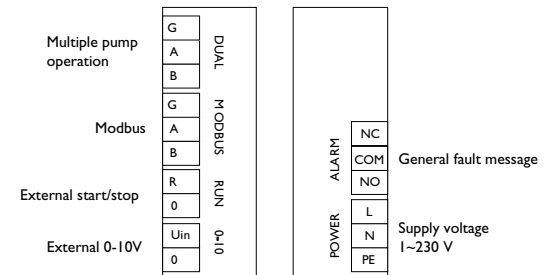 Multiple pump
operation
G
A
B
DUAL
Modbus
G
A
B
MODBUS
External start/stop
R
0
RUN
External 0-10V
Uin
0
0-10
ALARM
NC
COM
NO
General fault message
POWER
L
N
PE
Supply voltage
1~230 V